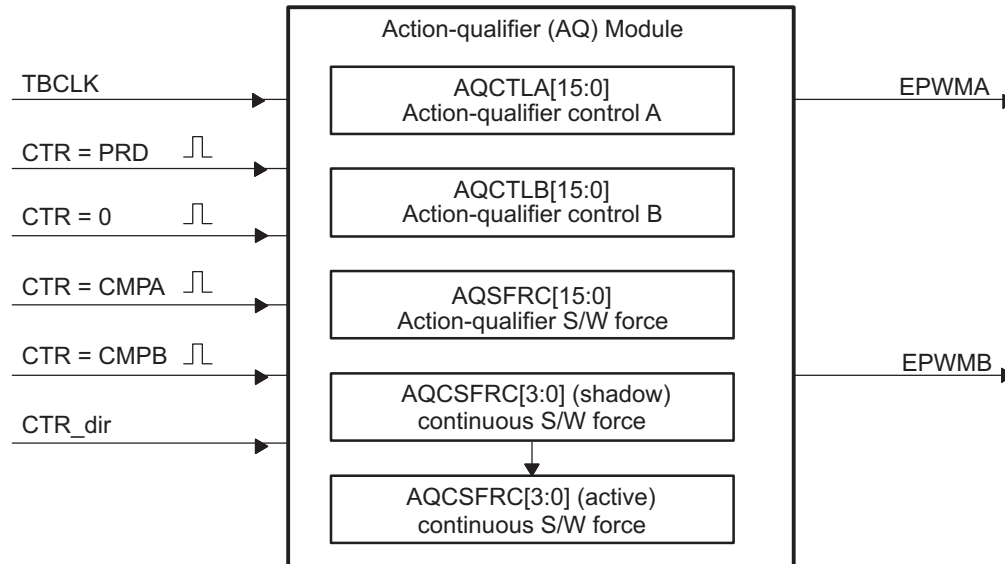 Action-qualifier (AQ) Module
TBCLK
CTR = PRD
CTR = 0
CTR = CMPA
CTR = CMPB
CTR_dir
AQCTLA[15:0]
Action-qualifier control A
AQCTLB[15:0]
Action-qualifier control B
AQSFRC[15:0]
Action-qualifier S/W force
AQCSFRC[3:0] (shadow)
continuous S/W force
AQCSFRC[3:0] (active)
continuous S/W force
EPWMA
EPWMB